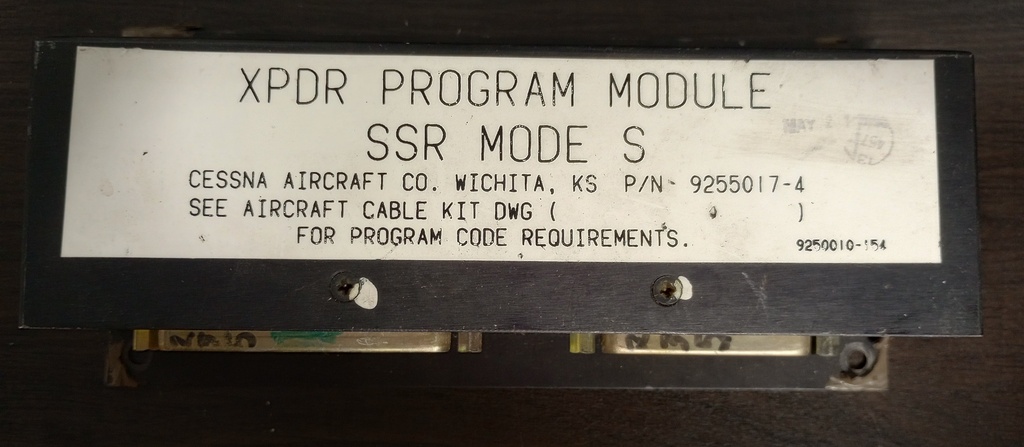 XPDR PROGRAM MODULE
SSR MODE S
CESSNA AIRCRAFT CO. WICHITA, KS P/N 9255017-4
SEE AIRCRAFT CABLE KIT DWG ( )
FOR PROGRAM CODE REQUIREMENTS.
9250010-154